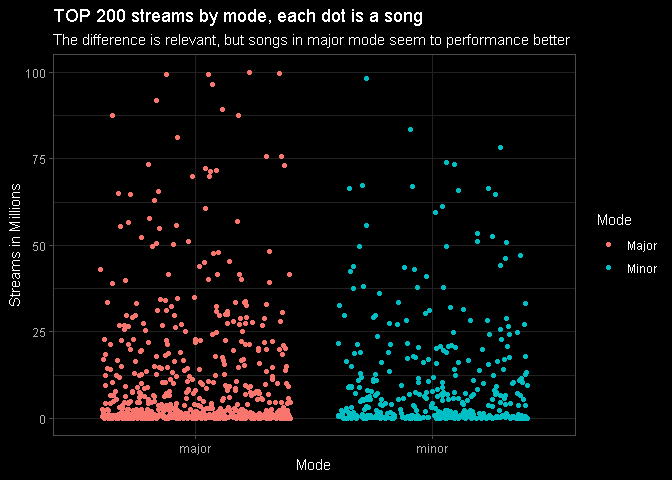 TOP 200 streams by mode, each dot is a song
The difference is relevant, but songs in major mode seem to performance better
100
75
50
25
0
Streams in Millions
major
minor
Mode
Mode
Major
Minor